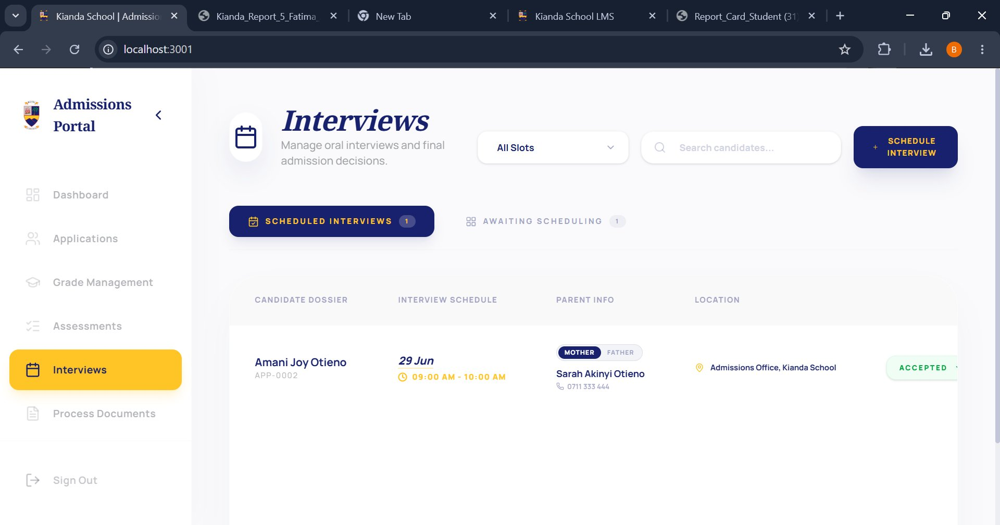 Kianda School | Admissio
Kianda_Report_5_Fatima_
New Tab
Kianda School LMS
Report_Card_Student (31)
localhost:3001
B
Admissions
Portal
Dashboard
Applications
Grade Management
Assessments
Interviews
Process Documents
Sign Out
Interviews
Manage oral interviews and final
admission decisions.
All Slots
Search candidates...
+ SCHEDULE
INTERVIEW
SCHEDULED INTERVIEWS 1
AWAITING SCHEDULING 1
CANDIDATE DOSSIER INTERVIEW SCHEDULE PARENT INFO LOCATION
Amani Joy Otieno
APP-0002
29 Jun
09:00 AM - 10:00 AM
MOTHER FATHER
Sarah Akinyi Otieno
0711 333 444
Admissions Office, Kianda School
ACCEPTED